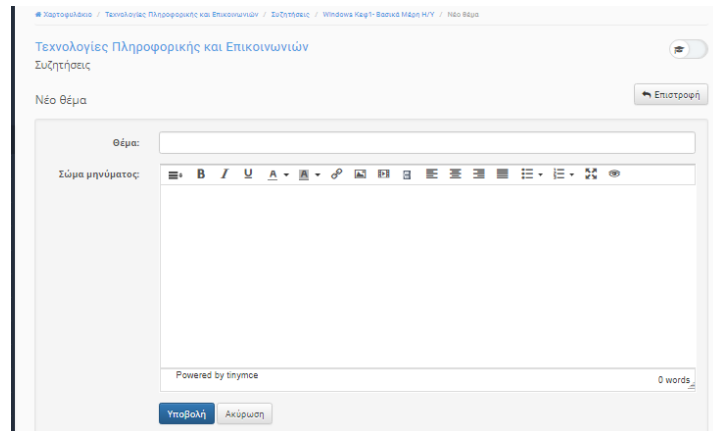 Χαρτοφυλάκιο / Τεχνολογίες Πληροφορικής και Επικοινωνιών / Συζητήσεις / Windows Κεφ1- Βασικά Μέρη Η/Υ / Νέο θέμα
Τεχνολογίες Πληροφορικής και Επικοινωνιών
Συζητήσεις
Νέο θέμα
Επιστροφή
Θέμα:
Σώμα μηνύματος:
B I U A A
Powered by tinymce
0 words
Υποβολή Ακύρωση